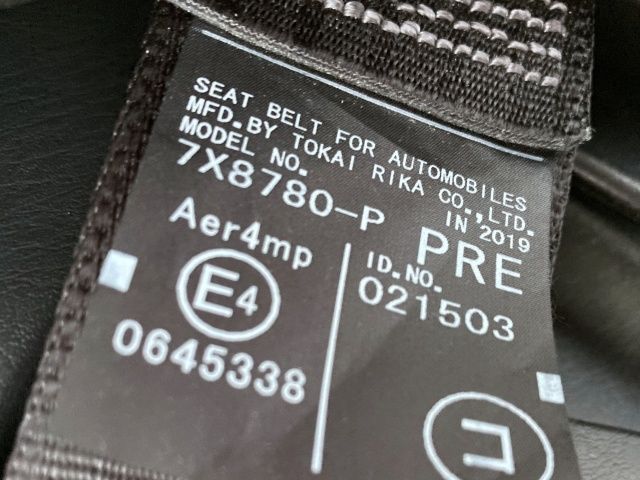 SEAT BELT FOR AUTOMOBILES
MFD.BY TOKAI RIKA CO.,LTD.
MODEL NO. IN 2019
7X8780-P PRE
Aer4mp ID.NO.
E4 021503
0645338
コ